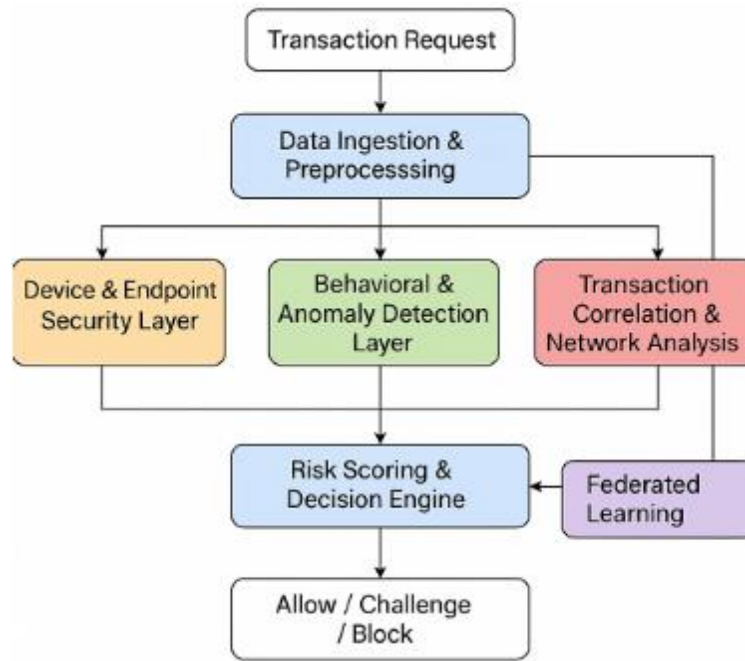 Transaction Request
Data Ingestion &
Preprocesssing
Device & Endpoint
Security Layer
Behavioral &
Anomaly Detection
Layer
Transaction
Correlation &
Network Analysis
Risk Scoring &
Decision Engine
Federated
Learning
Allow / Challenge
/ Block